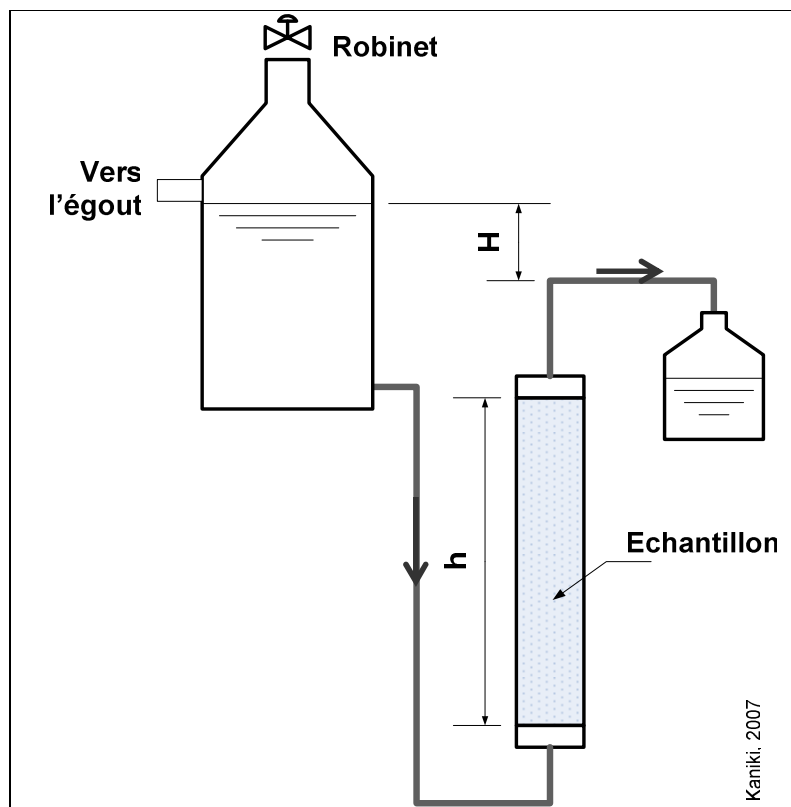 Robinet
Vers
l'égout
H
h
Echantillon
Kaniki, 2007